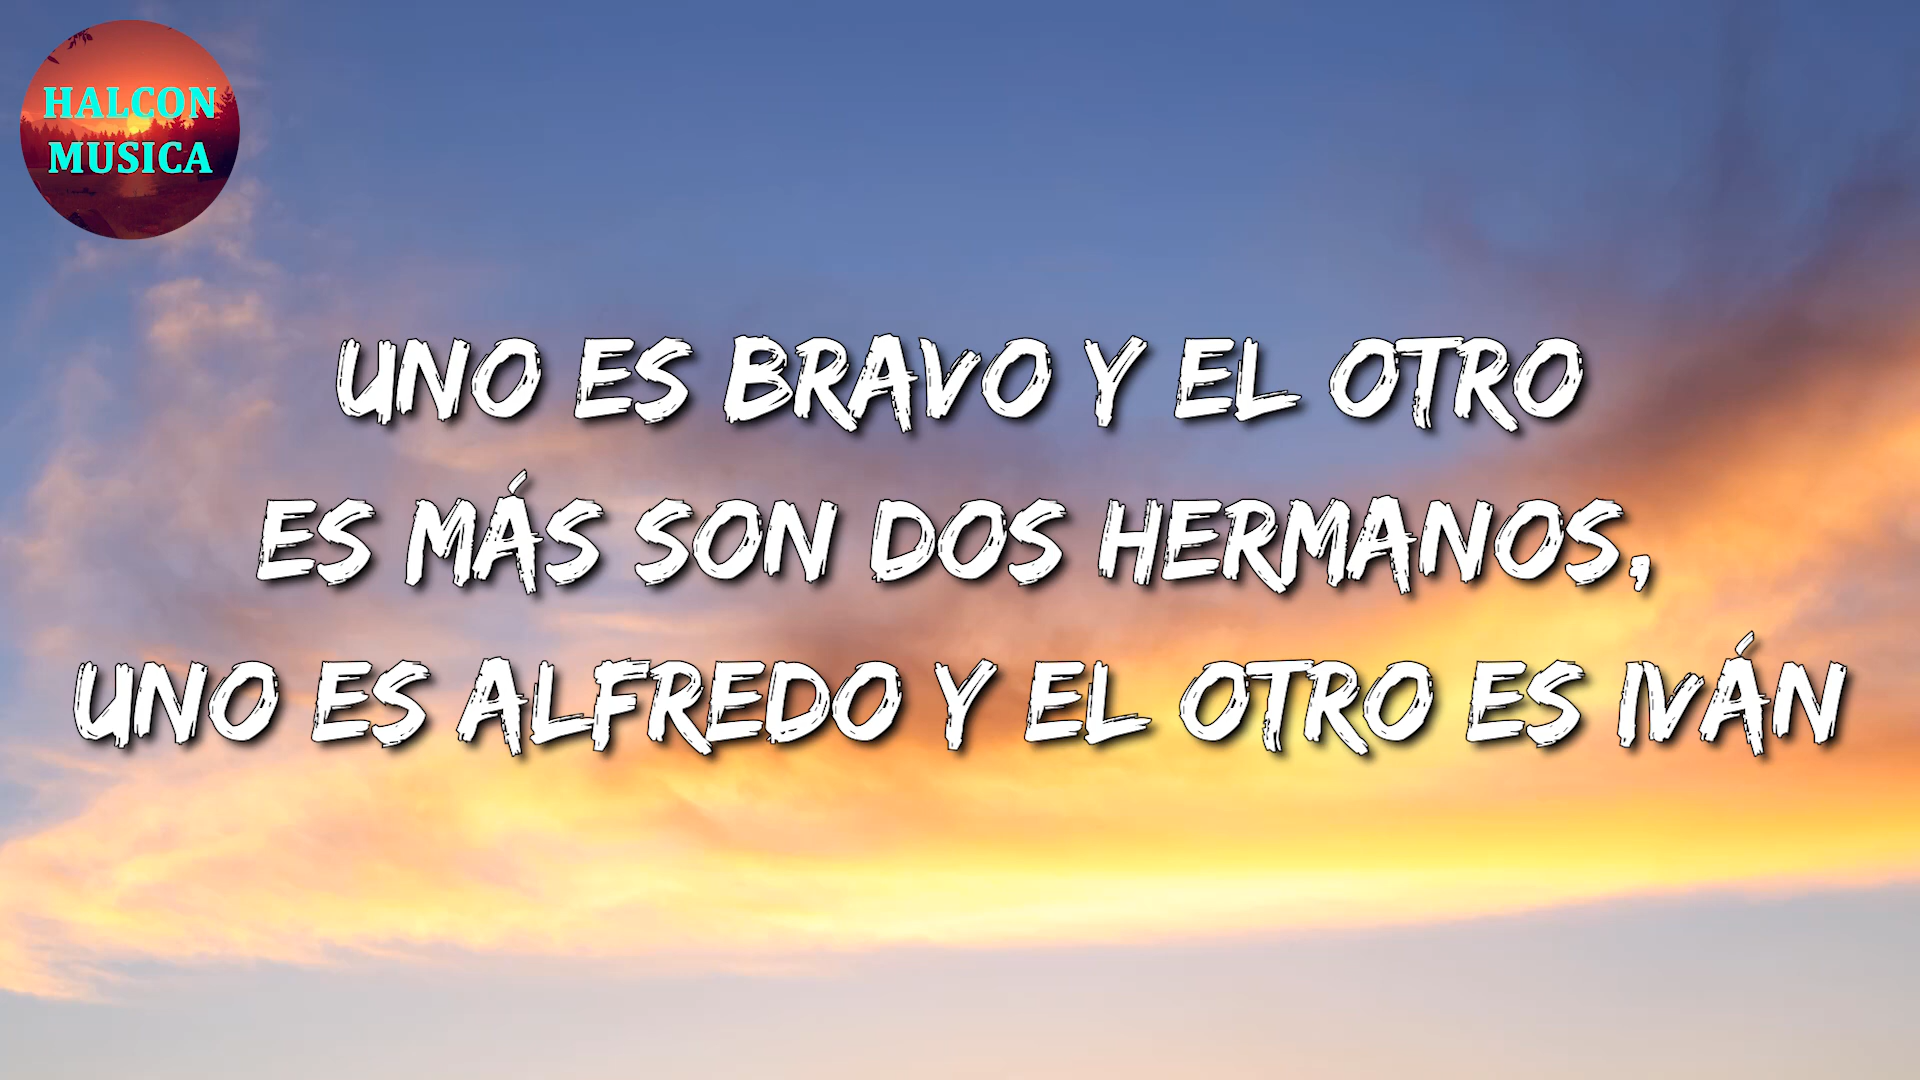 HALCON
MUSICA
UNO ES BRAVO Y EL OTRO
ES MÁS SON DOS HERMANOS,
UNO ES ALFREDO Y EL OTRO ES IVÁN